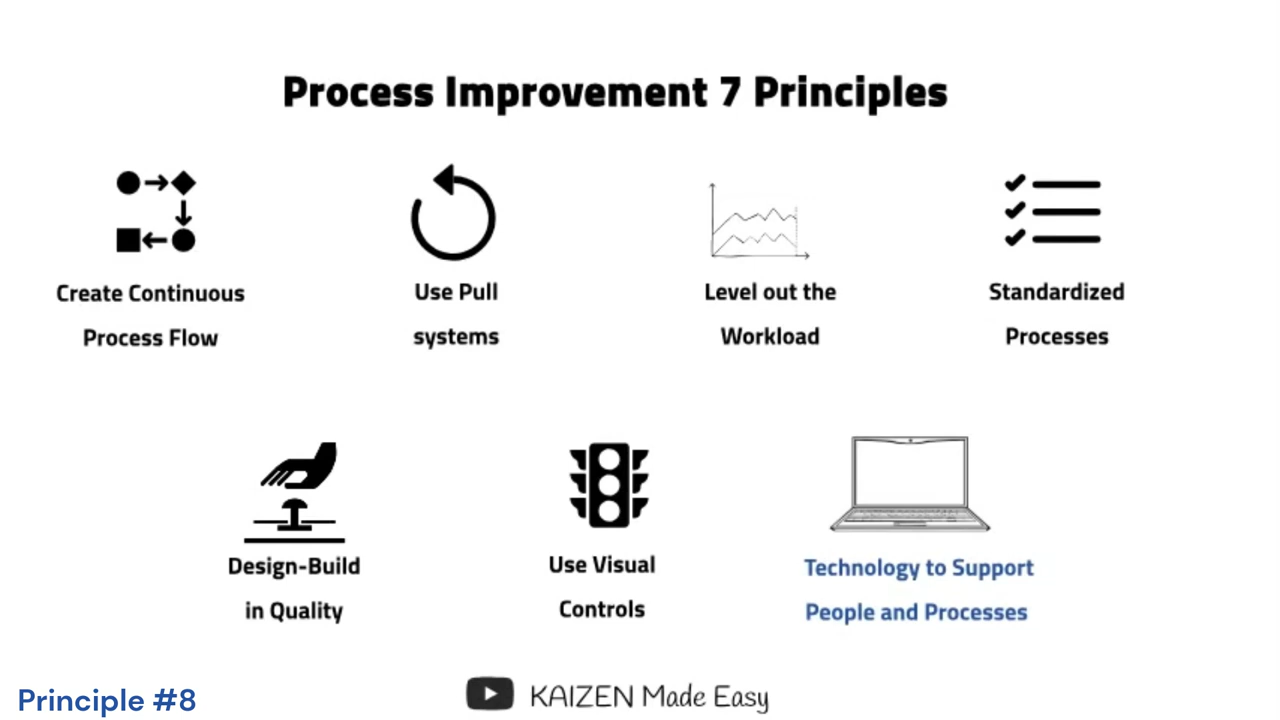 Process Improvement 7 Principles
Create Continuous
Process Flow
Use Pull
systems
Level out the
Workload
Standardized
Processes
Design-Build
in Quality
Use Visual
Controls
Technology to Support
People and Processes
Principle #8
KAIZEN Made Easy